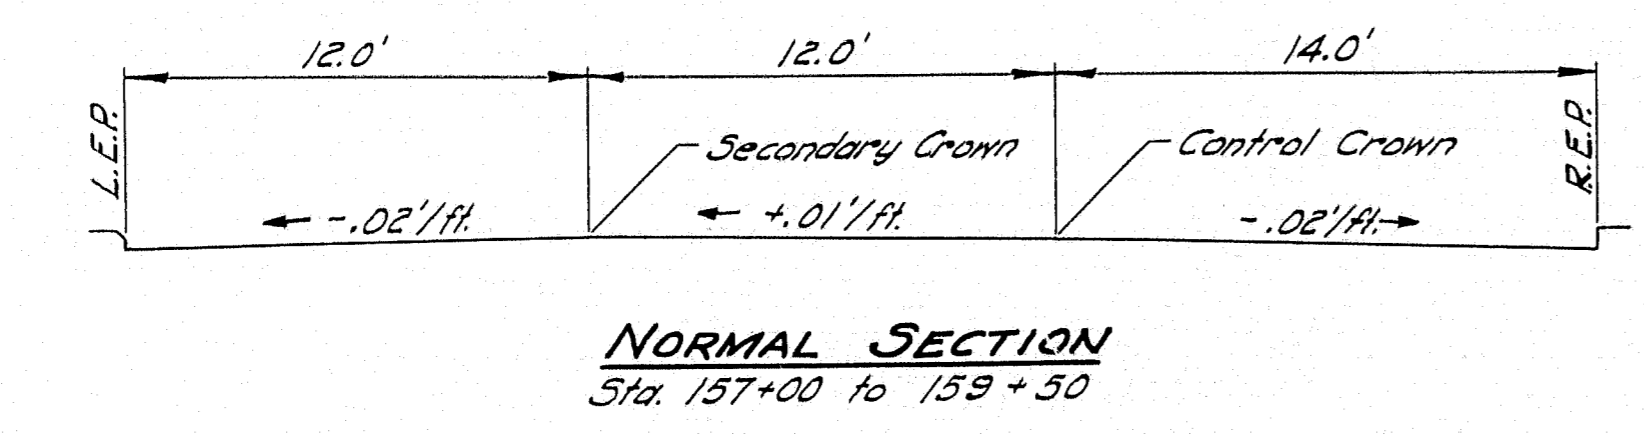 12.0' 12.0' 14.0'
L.E.P.
Secondary Crown
Control Crown
R.E.P.
-.02'/ft. +.01'/ft. -.02'/ft.
NORMAL SECTION
Sta. 157+00 to 159+50